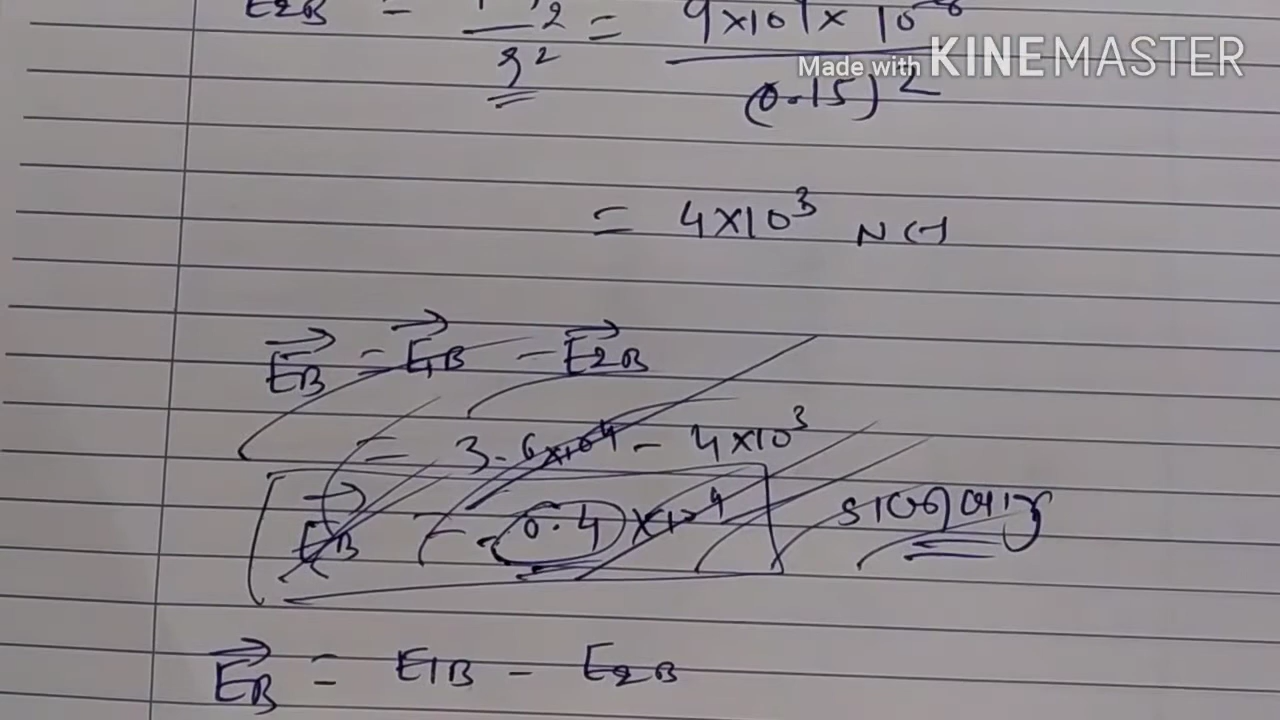 E2B = 2/r² = 9×10⁹× 10⁻⁸/(0.15)²
Made with KINEMASTER
= 4×10³ NC⁻¹
E⃗B = E⃗1B - E⃗2B
= 3.6×10⁴ - 4×10³
E⃗B = -0.4×10⁴
E⃗B = E1B - E2B